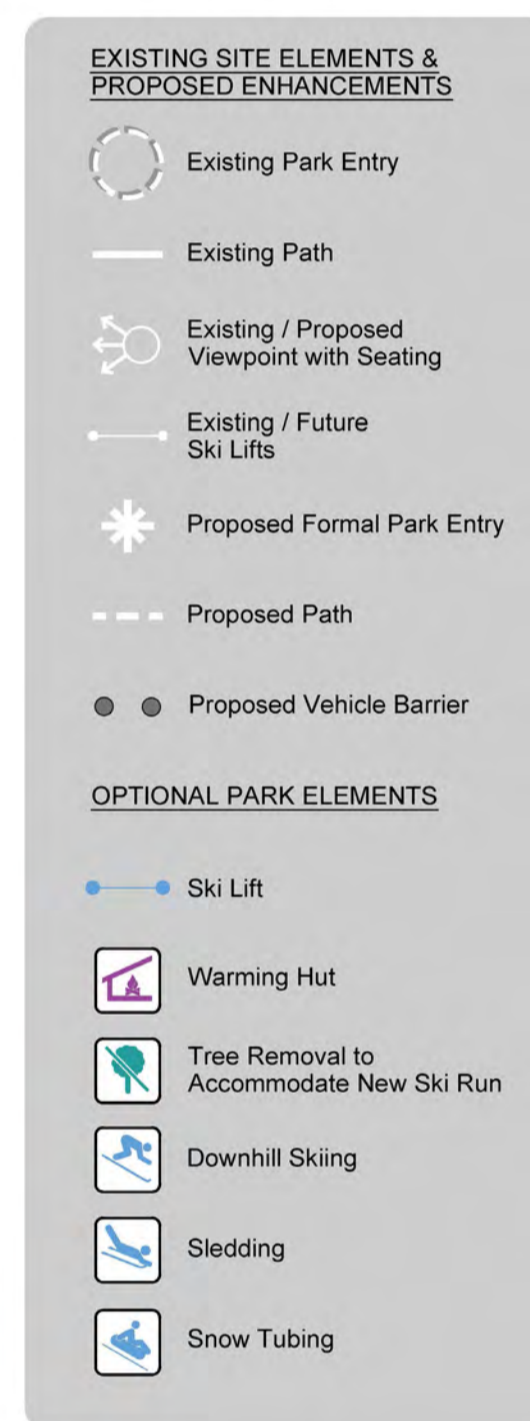 EXISTING SITE ELEMENTS &
PROPOSED ENHANCEMENTS
Existing Park Entry
Existing Path
Existing / Proposed
Viewpoint with Seating
Existing / Future
Ski Lifts
Proposed Formal Park Entry
Proposed Path
Proposed Vehicle Barrier
OPTIONAL PARK ELEMENTS
Ski Lift
Warming Hut
Tree Removal to
Accommodate New Ski Run
Downhill Skiing
Sledding
Snow Tubing